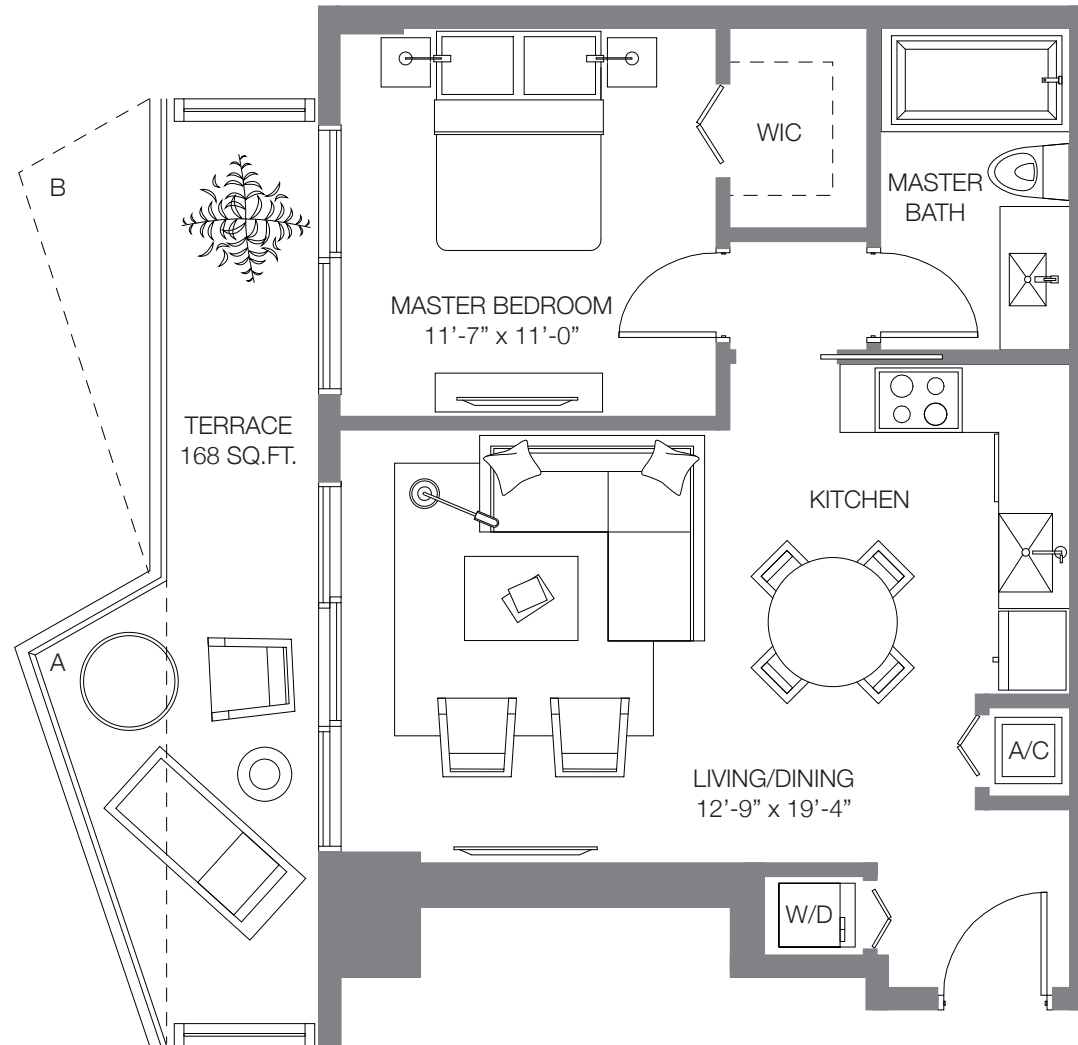 WIC
B
MASTER
BATH
MASTER BEDROOM
11’-7” x 11’-0”
TERRACE
168 SQ.FT.
KITCHEN
A
A/C
LIVING/DINING
12’-9” x 19’-4”
W/D